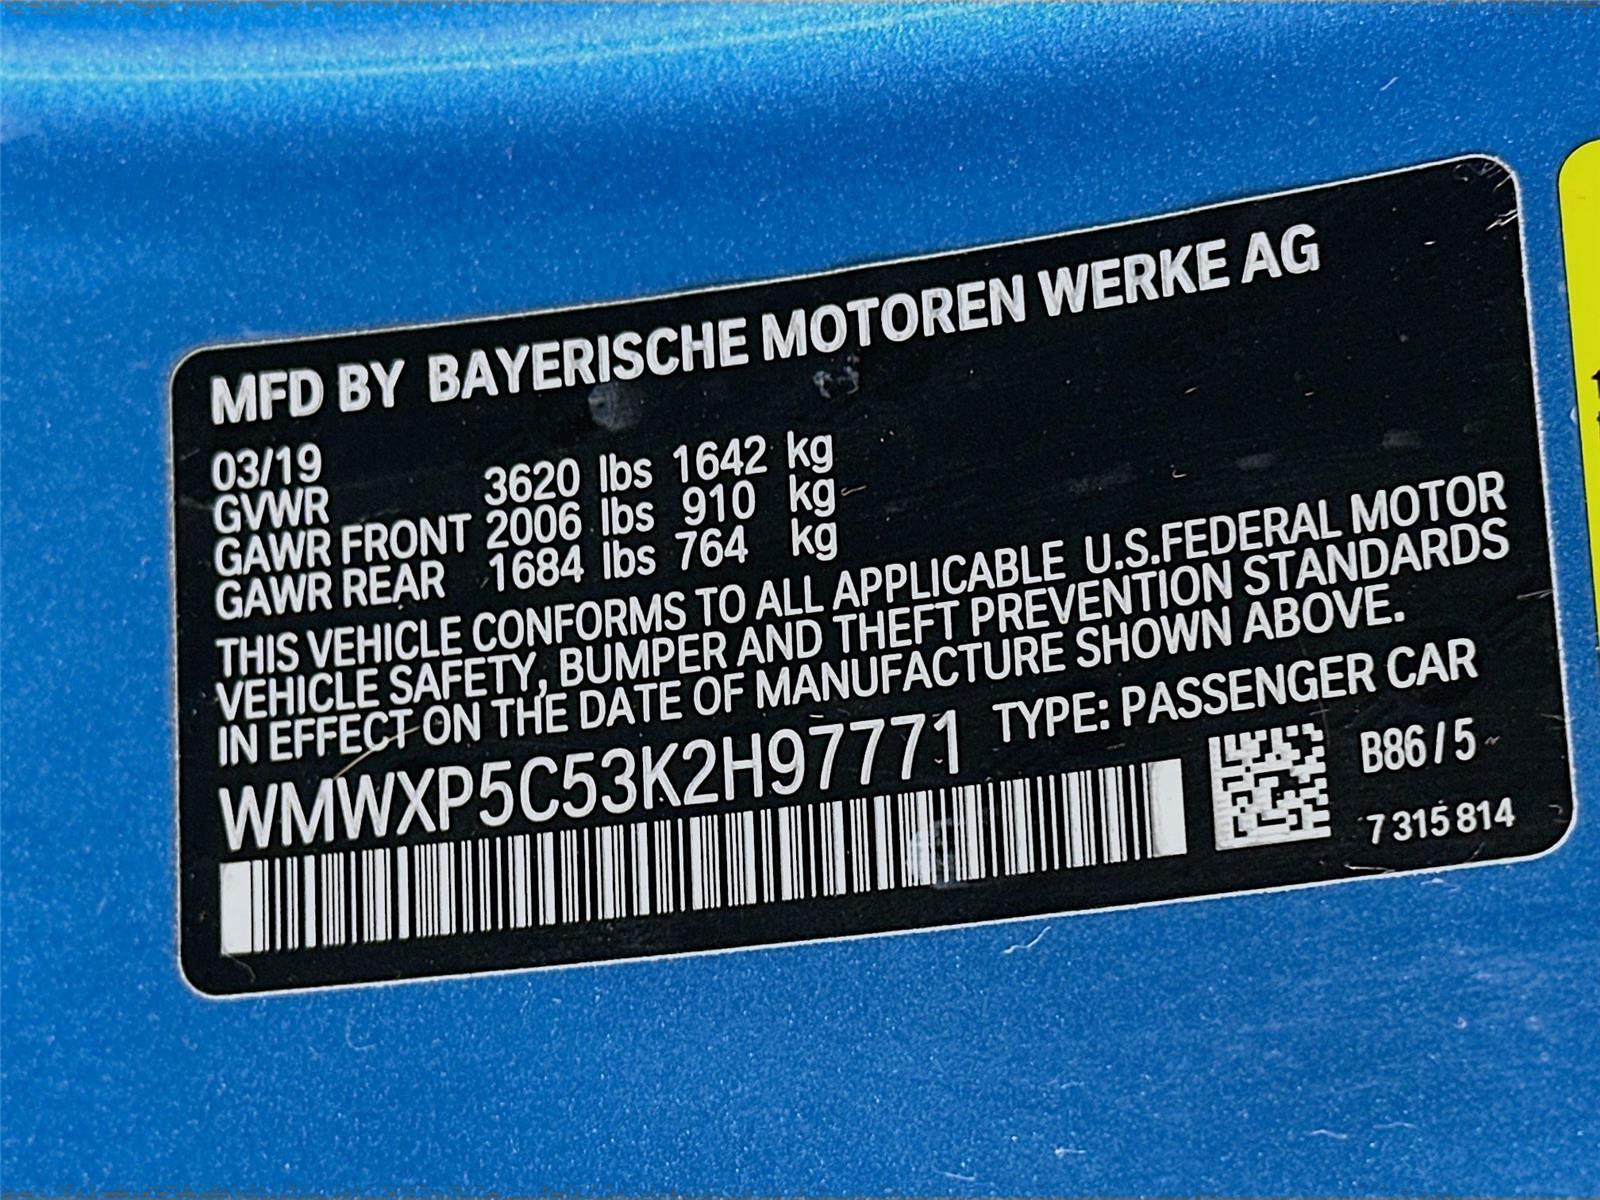 MFD BY BAYERISCHE MOTOREN WERKE AG
03/19
GVWR 3620 lbs 1642 kg
GAWR FRONT 2006 lbs 910 kg
GAWR REAR 1684 lbs 764 kg
THIS VEHICLE CONFORMS TO ALL APPLICABLE U.S.FEDERAL MOTOR
VEHICLE SAFETY, BUMPER AND THEFT PREVENTION STANDARDS
IN EFFECT ON THE DATE OF MANUFACTURE SHOWN ABOVE.
WMWXP5C53K2H97771 TYPE: PASSENGER CAR
B86/5
7 315 814